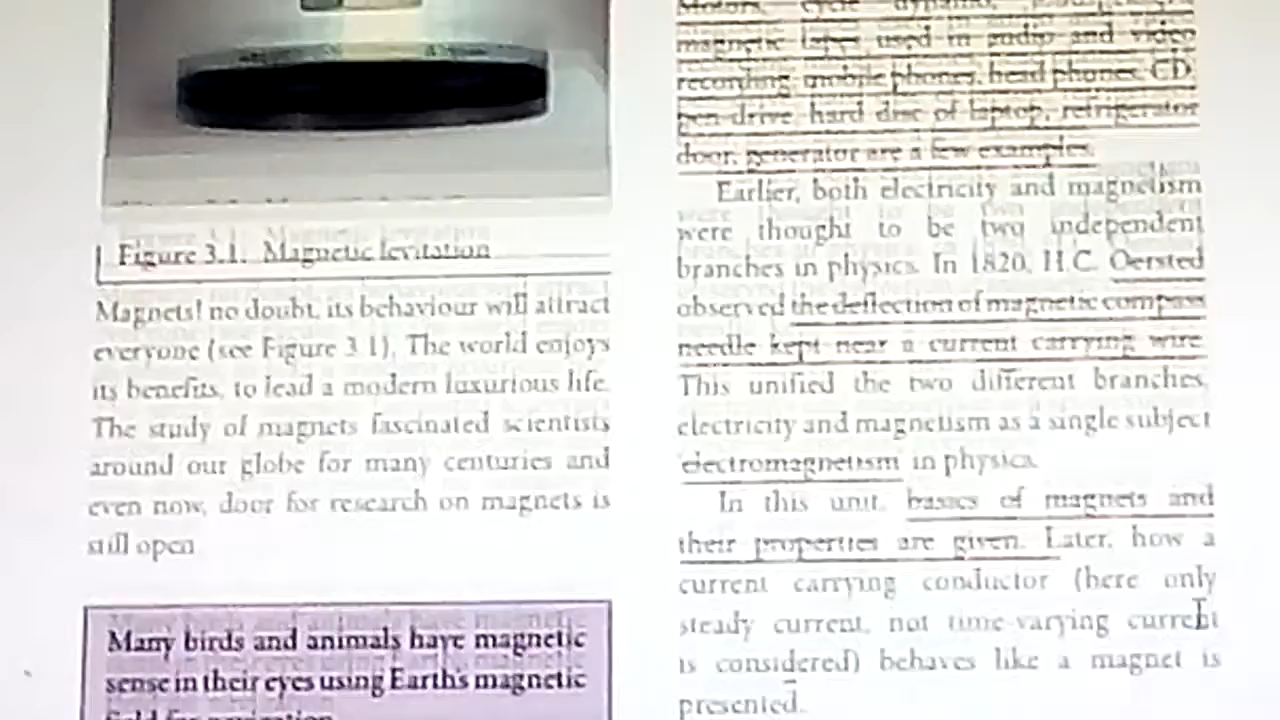 Figure 3.1. Magnetic levitation
Magnets! no doubt, its behaviour will attract
everyone (see Figure 3.1). The world enjoys
its benefits, to lead a modern luxurious life.
The study of magnets fascinated scientists
around our globe for many centuries and
even now, door for research on magnets is
still open
Many birds and animals have magnetic
sense in their eyes using Earth's magnetic
field for navigation
Motors, cycle dynamo,
magnetic tapes used in audio and video
recording, mobile phones, head phones, CD,
pen-drive, hard disc of laptop, refrigerator
door, generator are a few examples.
Earlier, both electricity and magnetism
were thought to be two independent
branches in physics. In 1820, H.C. Oersted
observed the deflection of magnetic compass
needle kept near a current carrying wire.
This unified the two different branches,
electricity and magnetism as a single subject
'electromagnetism' in physics.
In this unit, basics of magnets and
their properties are given. Later, how a
current carrying conductor (here only
steady current, not time-varying current
is considered) behaves like a magnet is
presented.